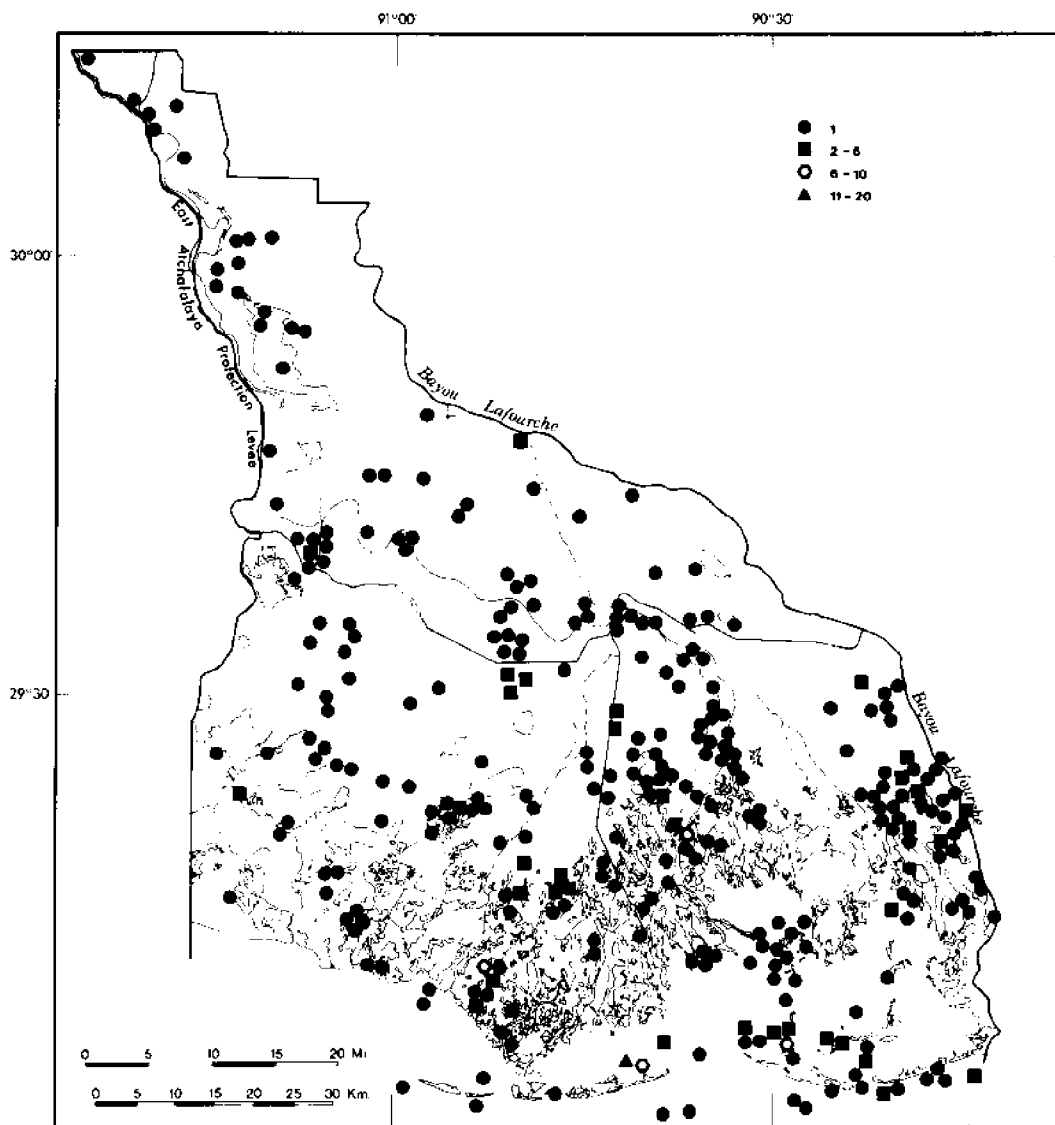 91°00'
90°30'
1
2-5
6-10
11-20
30°00'
East Atchafalaya Protection Levee
Bayou Lafourche
29°30'
Bayou Lafourche
0 5 10 15 20 Mi
0 5 10 15 20 25 30 Km